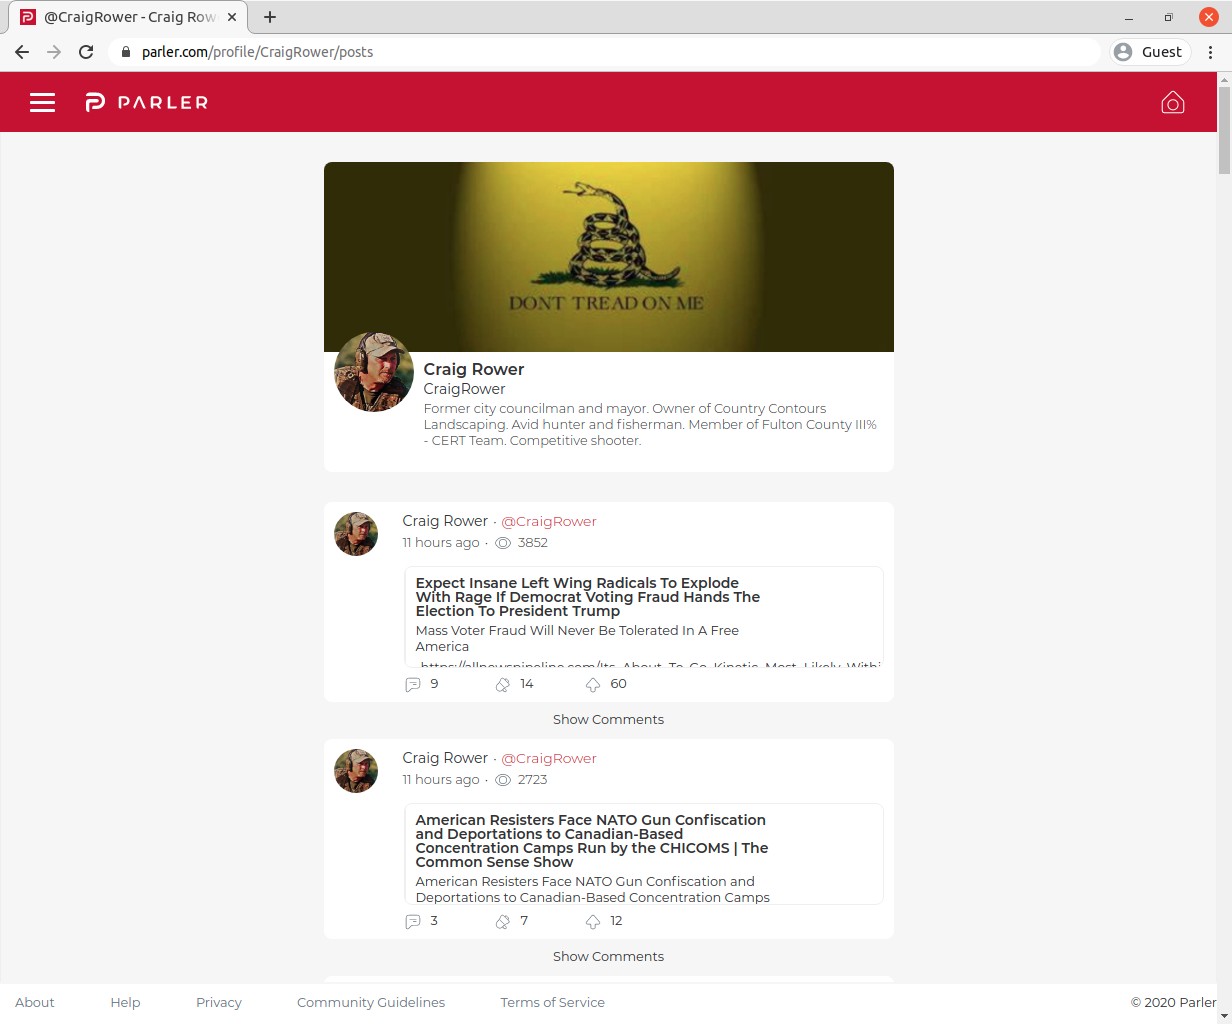 @CraigRower - Craig Row
parler.com/profile/CraigRower/posts
Guest
PARLER
DONT TREAD ON ME
Craig Rower
CraigRower
Former city councilman and mayor. Owner of Country Contours
Landscaping. Avid hunter and fisherman. Member of Fulton County III%
- CERT Team. Competitive shooter.
Craig Rower · @CraigRower
11 hours ago · 3852
Expect Insane Left Wing Radicals To Explode
With Rage If Democrat Voting Fraud Hands The
Election To President Trump
Mass Voter Fraud Will Never Be Tolerated In A Free
America
https://allnewspipeline.com/Its_About_To_Go_Kinetic_Most_Likely_Withi
9 14 60
Show Comments
Craig Rower · @CraigRower
11 hours ago · 2723
American Resisters Face NATO Gun Confiscation
and Deportations to Canadian-Based
Concentration Camps Run by the CHICOMS | The
Common Sense Show
American Resisters Face NATO Gun Confiscation and
Deportations to Canadian-Based Concentration Camps
3 7 12
Show Comments
About Help Privacy Community Guidelines Terms of Service © 2020 Parler